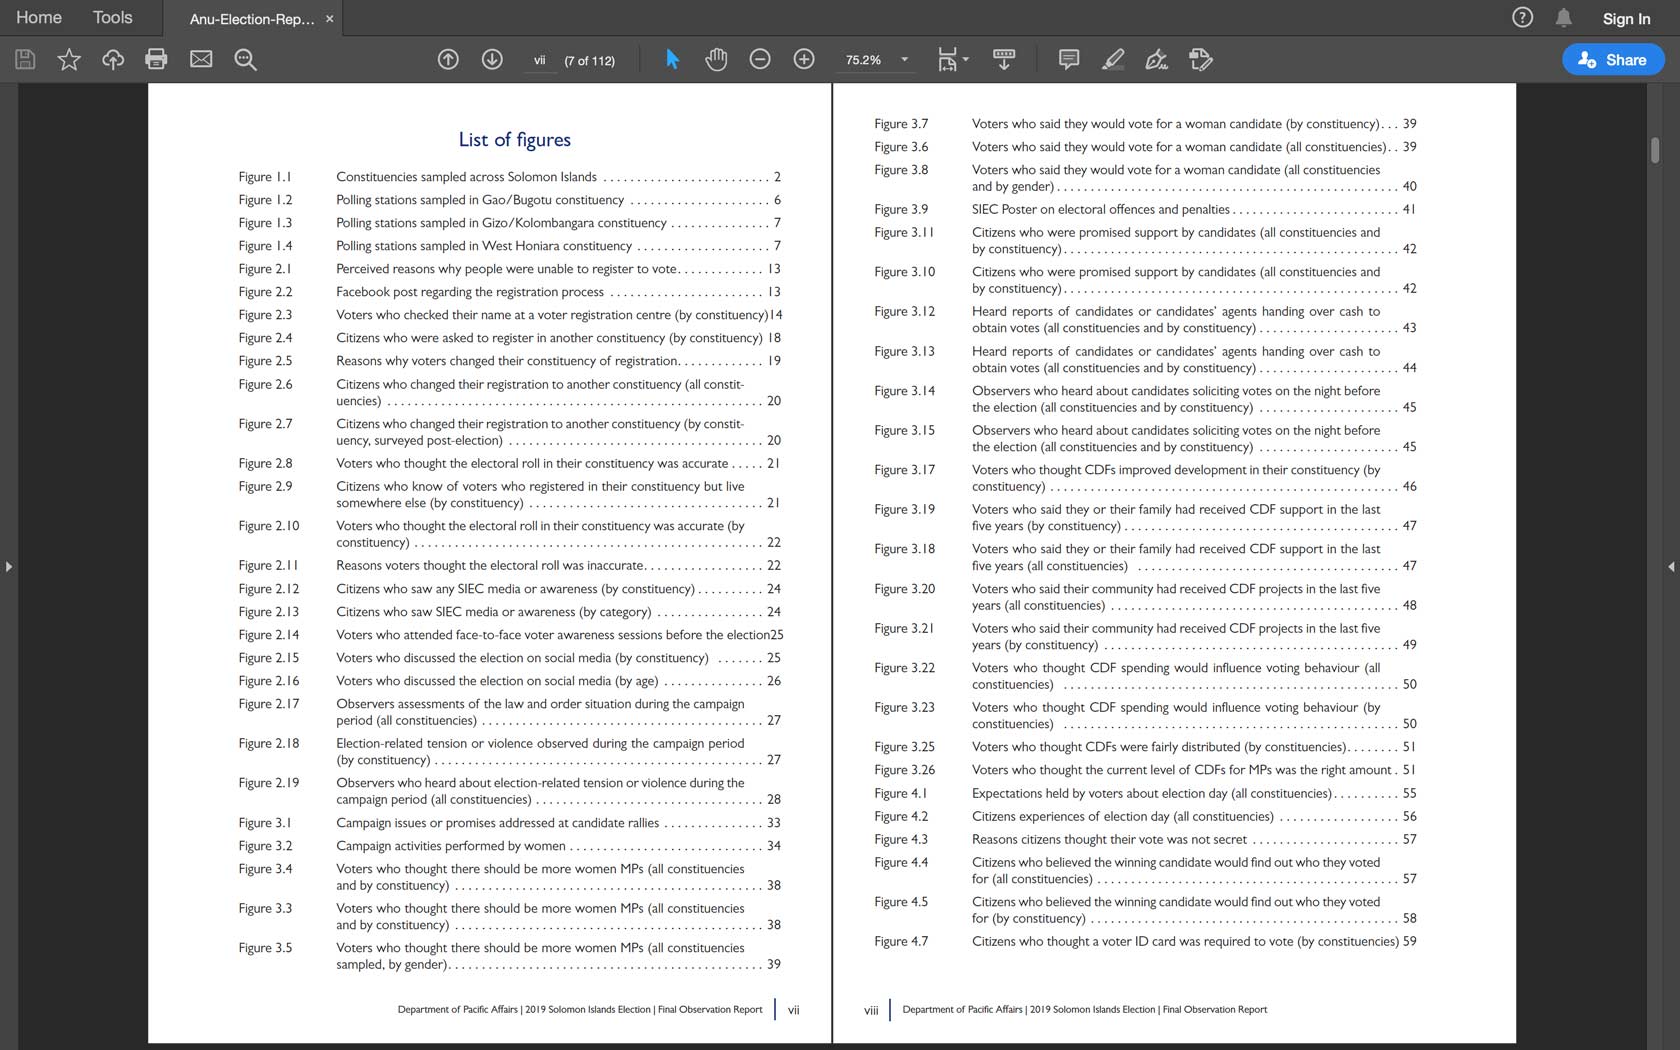 Home Tools Anu-Election-Rep... × ? Sign In
vii (7 of 112) 75.2% Share
List of figures
Figure 1.1 Constituencies sampled across Solomon Islands ........................ 2
Figure 1.2 Polling stations sampled in Gao/Bugotu constituency ..................... 6
Figure 1.3 Polling stations sampled in Gizo/Kolombangara constituency ............... 7
Figure 1.4 Polling stations sampled in West Honiara constituency .................... 7
Figure 2.1 Perceived reasons why people were unable to register to vote............. 13
Figure 2.2 Facebook post regarding the registration process ....................... 13
Figure 2.3 Voters who checked their name at a voter registration centre (by constituency)14
Figure 2.4 Citizens who were asked to register in another constituency (by constituency) 18
Figure 2.5 Reasons why voters changed their constituency of registration............. 19
Figure 2.6 Citizens who changed their registration to another constituency (all constit-
uencies) ........................................................ 20
Figure 2.7 Citizens who changed their registration to another constituency (by constit-
uency, surveyed post-election) ...................................... 20
Figure 2.8 Voters who thought the electoral roll in their constituency was accurate ..... 21
Figure 2.9 Citizens who know of voters who registered in their constituency but live
somewhere else (by constituency) ................................... 21
Figure 2.10 Voters who thought the electoral roll in their constituency was accurate (by
constituency) .................................................... 22
Figure 2.11 Reasons voters thought the electoral roll was inaccurate.................. 22
Figure 2.12 Citizens who saw any SIEC media or awareness (by constituency) .......... 24
Figure 2.13 Citizens who saw SIEC media or awareness (by category) ................ 24
Figure 2.14 Voters who attended face-to-face voter awareness sessions before the election25
Figure 2.15 Voters who discussed the election on social media (by constituency) ....... 25
Figure 2.16 Voters who discussed the election on social media (by age) ............... 26
Figure 2.17 Observers assessments of the law and order situation during the campaign
period (all constituencies) .......................................... 27
Figure 2.18 Election-related tension or violence observed during the campaign period
(by constituency) ................................................. 27
Figure 2.19 Observers who heard about election-related tension or violence during the
campaign period (all constituencies) .................................. 28
Figure 3.1 Campaign issues or promises addressed at candidate rallies ............... 33
Figure 3.2 Campaign activities performed by women ............................. 34
Figure 3.4 Voters who thought there should be more women MPs (all constituencies
and by constituency) .............................................. 38
Figure 3.3 Voters who thought there should be more women MPs (all constituencies
and by constituency) .............................................. 38
Figure 3.5 Voters who thought there should be more women MPs (all constituencies
sampled, by gender)............................................... 39
Department of Pacific Affairs | 2019 Solomon Islands Election | Final Observation Report vii
Figure 3.7 Voters who said they would vote for a woman candidate (by constituency)... 39
Figure 3.6 Voters who said they would vote for a woman candidate (all constituencies).. 39
Figure 3.8 Voters who said they would vote for a woman candidate (all constituencies
and by gender)................................................... 40
Figure 3.9 SIEC Poster on electoral offences and penalties......................... 41
Figure 3.11 Citizens who were promised support by candidates (all constituencies and
by constituency).................................................. 42
Figure 3.10 Citizens who were promised support by candidates (all constituencies and
by constituency).................................................. 42
Figure 3.12 Heard reports of candidates or candidates' agents handing over cash to
obtain votes (all constituencies and by constituency) ..................... 43
Figure 3.13 Heard reports of candidates or candidates' agents handing over cash to
obtain votes (all constituencies and by constituency) ..................... 44
Figure 3.14 Observers who heard about candidates soliciting votes on the night before
the election (all constituencies and by constituency) ..................... 45
Figure 3.15 Observers who heard about candidates soliciting votes on the night before
the election (all constituencies and by constituency) ..................... 45
Figure 3.17 Voters who thought CDFs improved development in their constituency (by
constituency) .................................................... 46
Figure 3.19 Voters who said they or their family had received CDF support in the last
five years (by constituency) ......................................... 47
Figure 3.18 Voters who said they or their family had received CDF support in the last
five years (all constituencies) ....................................... 47
Figure 3.20 Voters who said their community had received CDF projects in the last five
years (all constituencies) ........................................... 48
Figure 3.21 Voters who said their community had received CDF projects in the last five
years (by constituency) ............................................ 49
Figure 3.22 Voters who thought CDF spending would influence voting behaviour (all
constituencies) .................................................. 50
Figure 3.23 Voters who thought CDF spending would influence voting behaviour (by
constituencies) .................................................. 50
Figure 3.25 Voters who thought CDFs were fairly distributed (by constituencies)........ 51
Figure 3.26 Voters who thought the current level of CDFs for MPs was the right amount . 51
Figure 4.1 Expectations held by voters about election day (all constituencies).......... 55
Figure 4.2 Citizens experiences of election day (all constituencies) .................. 56
Figure 4.3 Reasons citizens thought their vote was not secret ...................... 57
Figure 4.4 Citizens who believed the winning candidate would find out who they voted
for (all constituencies) ............................................. 57
Figure 4.5 Citizens who believed the winning candidate would find out who they voted
for (by constituency) .............................................. 58
Figure 4.7 Citizens who thought a voter ID card was required to vote (by constituencies) 59
viii Department of Pacific Affairs | 2019 Solomon Islands Election | Final Observation Report